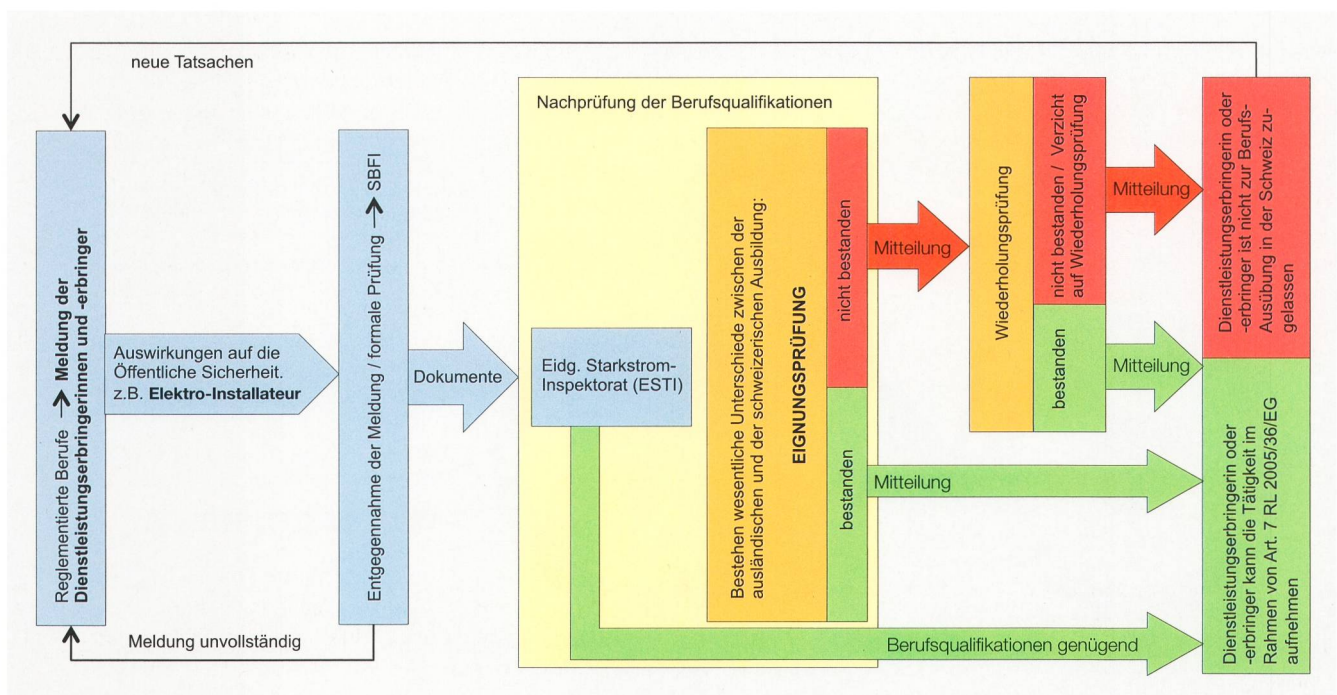 neue Tatsachen
Reglementierte Berufe → Meldung der
Dienstleistungserbringerinnen und -erbringer
Auswirkungen auf die
Öffentliche Sicherheit.
z.B. Elektro-Installateur
Entgegennahme der Meldung / formale Prüfung → SBFI
Meldung unvollständig
Dokumente
Nachprüfung der Berufsqualifikationen
Eidg. Starkstrom-
Inspektorat (ESTI)
Bestehen wesentliche Unterschiede zwischen der
ausländischen und der schweizerischen Ausbildung:
EIGNUNGSPRÜFUNG
nicht bestanden
bestanden
Mitteilung
Wiederholungsprüfung
nicht bestanden / Verzicht
auf Wiederholungsprüfung
bestanden
Mitteilung
Mitteilung
Mitteilung
Berufsqualifikationen genügend
Dienstleistungserbringerin oder
-erbringer ist nicht zur Berufs-
Ausübung in der Schweiz zu-
gelassen
Dienstleistungserbringerin oder
-erbringer kann die Tätigkeit im
Rahmen von Art. 7 RL 2005/36/EG
aufnehmen